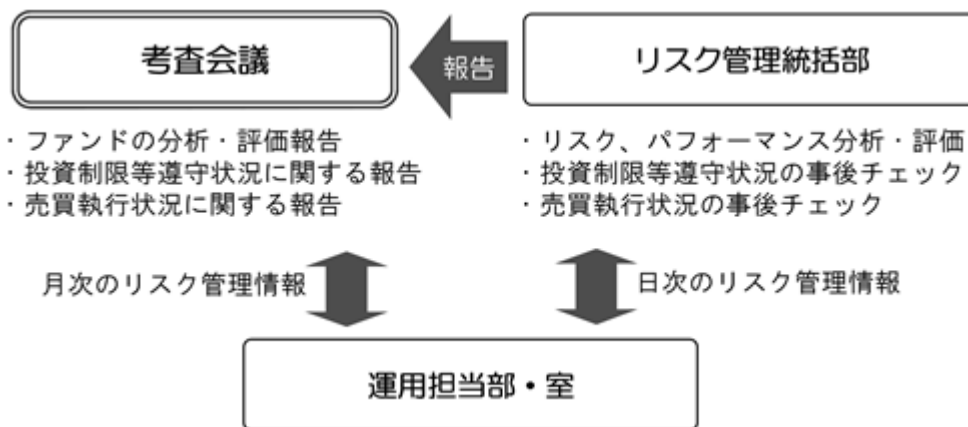 考査会議
報告
リスク管理統括部
・ファンドの分析・評価報告
・投資制限等遵守状況に関する報告
・売買執行状況に関する報告
・リスク、パフォーマンス分析・評価
・投資制限等遵守状況の事後チェック
・売買執行状況の事後チェック
月次のリスク管理情報
日次のリスク管理情報
運用担当部・室